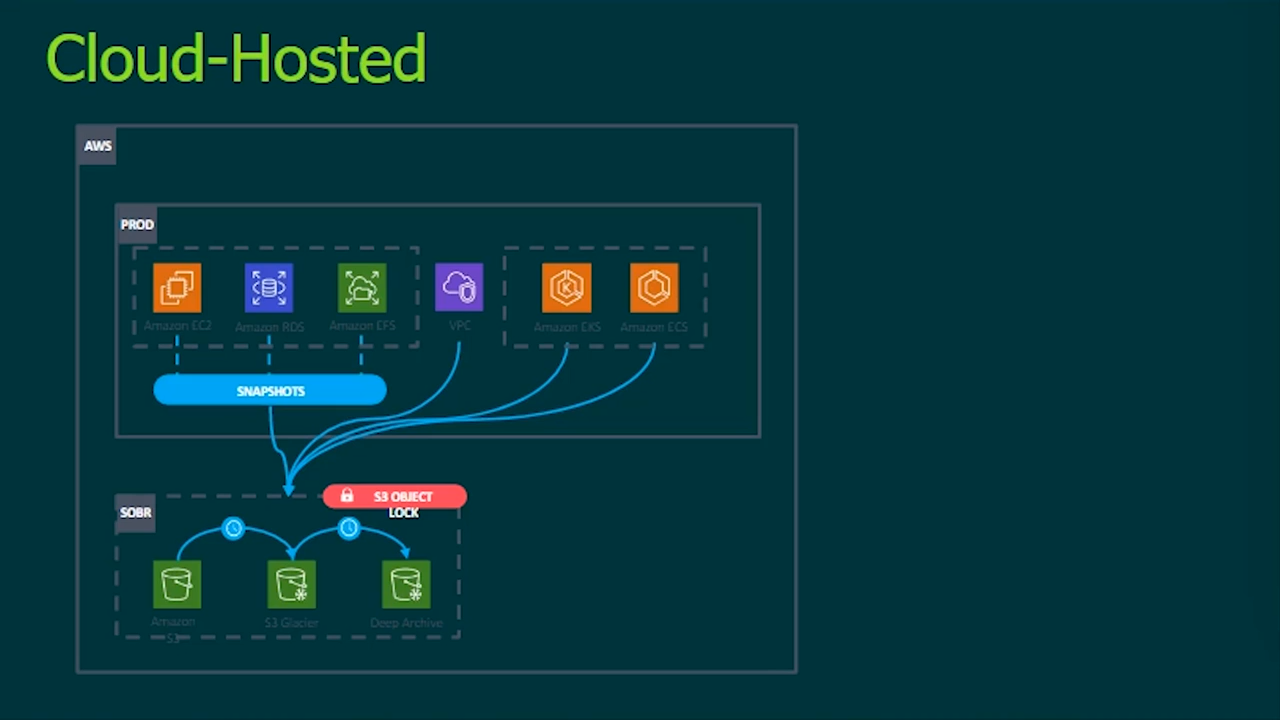 Cloud-Hosted
AWS
PROD
Amazon EC2
Amazon RDS
Amazon EFS
VPC
Amazon EKS
Amazon ECS
SNAPSHOTS
SOBR
S3 OBJECT
LOCK
Amazon
S3
S3 Glacier
Deep Archive